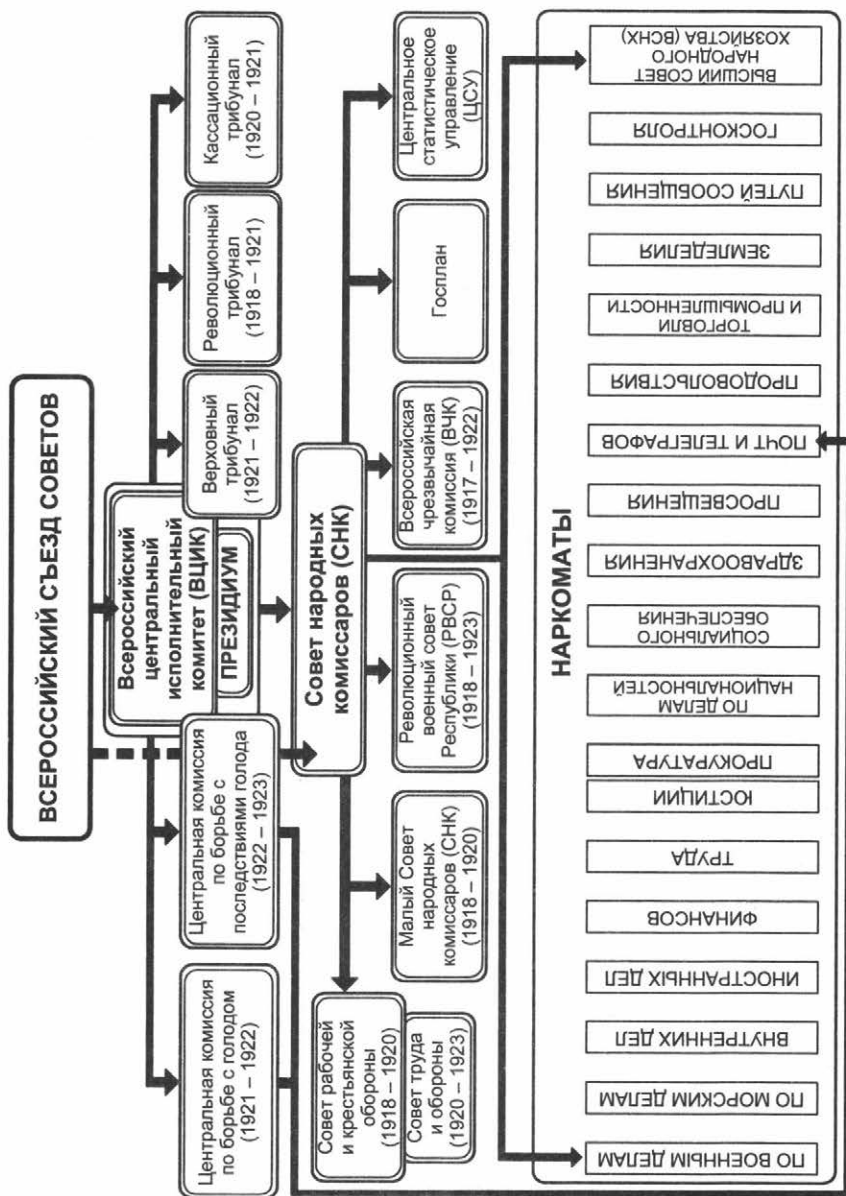 ВСЕРОССИЙСКИЙ СЪЕЗД СОВЕТОВ
Всероссийский
центральный
исполнительный
комитет (ВЦИК)
ПРЕЗИДИУМ
Центральная комиссия
по борьбе с голодом
(1921 – 1922)
Центральная комиссия
по борьбе с
последствиями голода
(1922 – 1923)
Верховный
трибунал
(1921 – 1922)
Революционный
трибунал
(1918 – 1921)
Кассационный
трибунал
(1920 – 1921)
Совет народных
комиссаров (СНК)
Совет рабочей
и крестьянской
обороны
(1918 – 1920)
Совет труда
и обороны
(1920 – 1923)
Малый Совет
народных
комиссаров (СНК)
(1918 – 1920)
Революционный
военный совет
Республики (РВСР)
(1918 – 1923)
Всероссийская
чрезвычайная
комиссия (ВЧК)
(1917 – 1922)
Госплан
Центральное
статистическое
управление
(ЦСУ)
НАРКОМАТЫ
ПО ВОЕННЫМ ДЕЛАМ
ПО МОРСКИМ ДЕЛАМ
ВНУТРЕННИХ ДЕЛ
ИНОСТРАННЫХ ДЕЛ
ФИНАНСОВ
ТРУДА
ЮСТИЦИИ
ПРОКУРАТУРА
ПО ДЕЛАМ
НАЦИОНАЛЬНОСТЕЙ
СОЦИАЛЬНОГО
ОБЕСПЕЧЕНИЯ
ЗДРАВООХРАНЕНИЯ
ПРОСВЕЩЕНИЯ
ПОЧТ И ТЕЛЕГРАФОВ
ПРОДОВОЛЬСТВИЯ
ТОРГОВЛИ
И ПРОМЫШЛЕННОСТИ
ЗЕМЛЕДЕЛИЯ
ПУТЕЙ СООБЩЕНИЯ
ГОСКОНТРОЛЯ
ВЫСШИЙ СОВЕТ
НАРОДНОГО
ХОЗЯЙСТВА (ВСНХ)